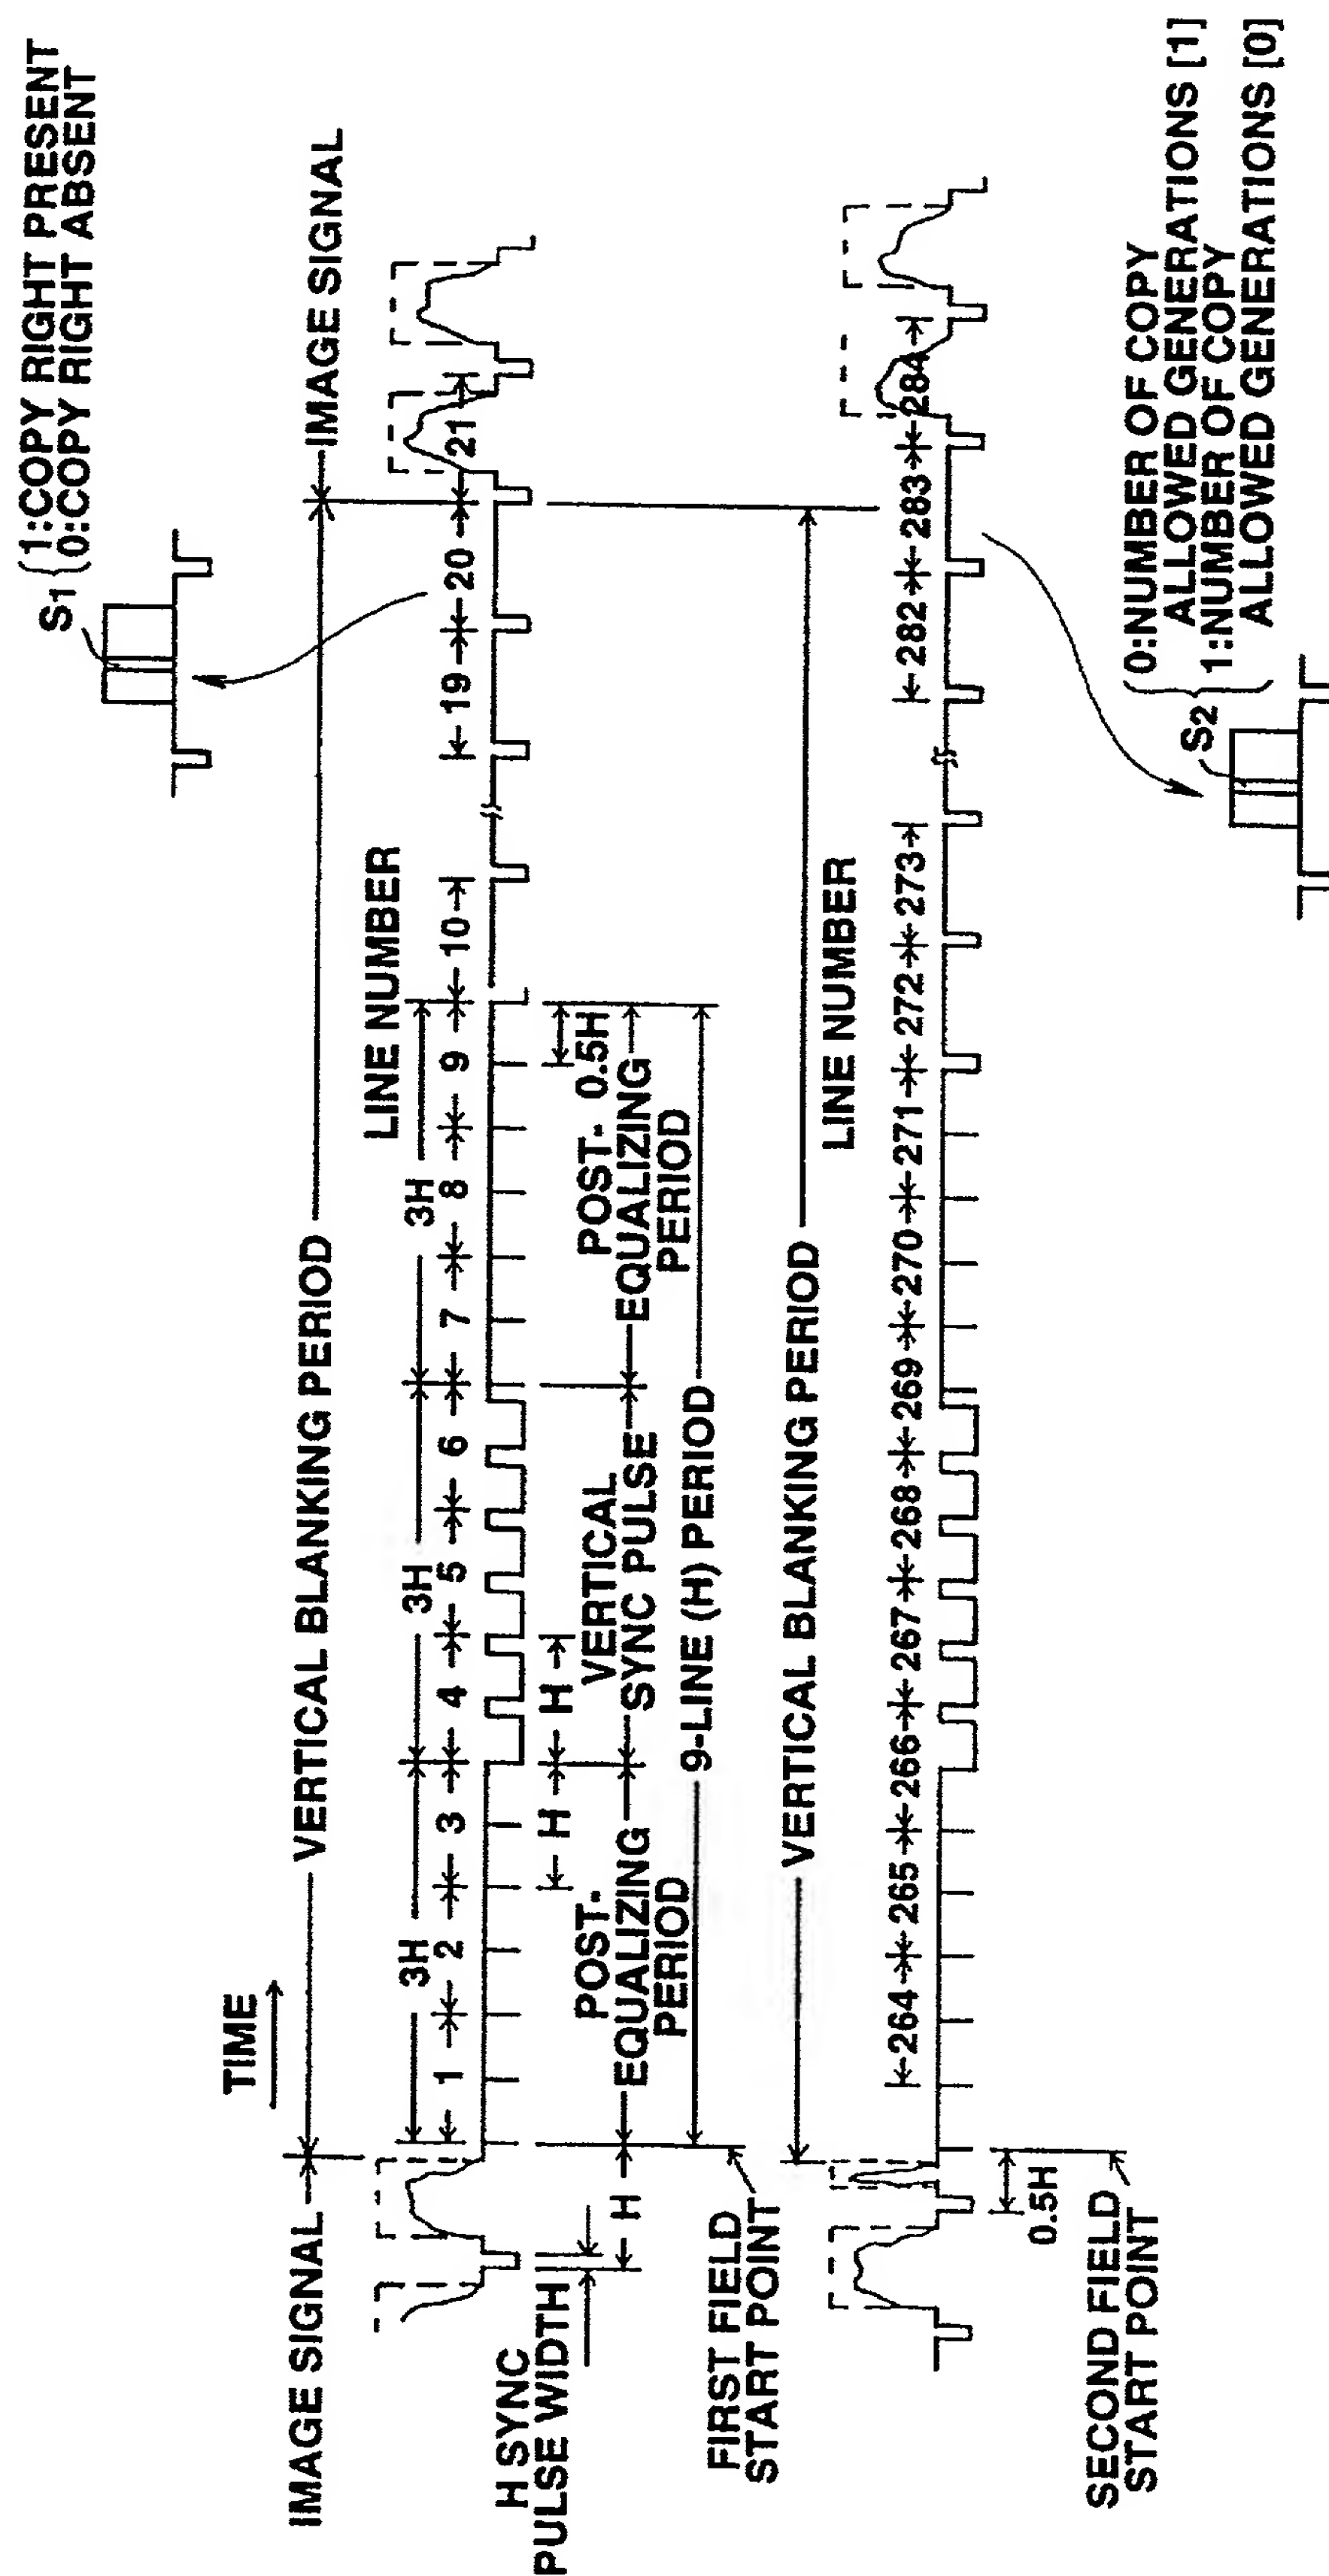 S1 {1:COPY RIGHT PRESENT
0:COPY RIGHT ABSENT
TIME
IMAGE SIGNAL
VERTICAL BLANKING PERIOD
IMAGE SIGNAL
LINE NUMBER
3H
3H
3H
1 2 3 4 5 6 7 8 9 10 19 20 21
H SYNC
PULSE WIDTH
H
H
H
0.5H
POST-
EQUALIZING
PERIOD
VERTICAL
SYNC PULSE
POST-
EQUALIZING
PERIOD
9-LINE (H) PERIOD
FIRST FIELD
START POINT
VERTICAL BLANKING PERIOD
LINE NUMBER
264 265 266 267 268 269 270 271 272 273 282 283 284
0.5H
SECOND FIELD
START POINT
S2
0:NUMBER OF COPY
ALLOWED GENERATIONS [1]
1:NUMBER OF COPY
ALLOWED GENERATIONS [0]